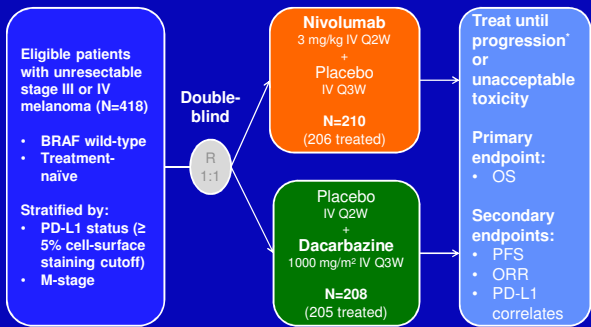 Eligible patients
with unresectable
stage III or IV
melanoma (N=418)
• BRAF wild-type
• Treatment-
naïve
Stratified by:
• PD-L1 status (≥
5% cell-surface
staining cutoff)
• M-stage
Double-
blind
R
1:1
Nivolumab
3 mg/kg IV Q2W
+
Placebo
IV Q3W
N=210
(206 treated)
Placebo
IV Q2W
+
Dacarbazine
1000 mg/m² IV Q3W
N=208
(205 treated)
Treat until
progression*
or
unacceptable
toxicity
Primary
endpoint:
• OS
Secondary
endpoints:
• PFS
• ORR
• PD-L1
correlates